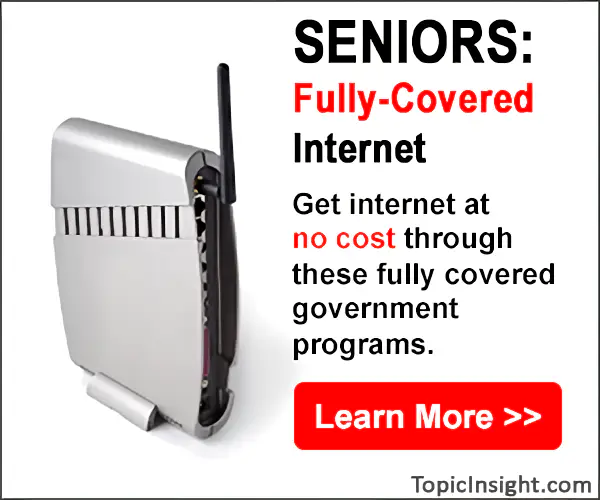 SENIORS:
Fully-Covered
Internet
Get internet at
no cost through
these fully covered
government
programs.
Learn More >>
TopicInsight.com